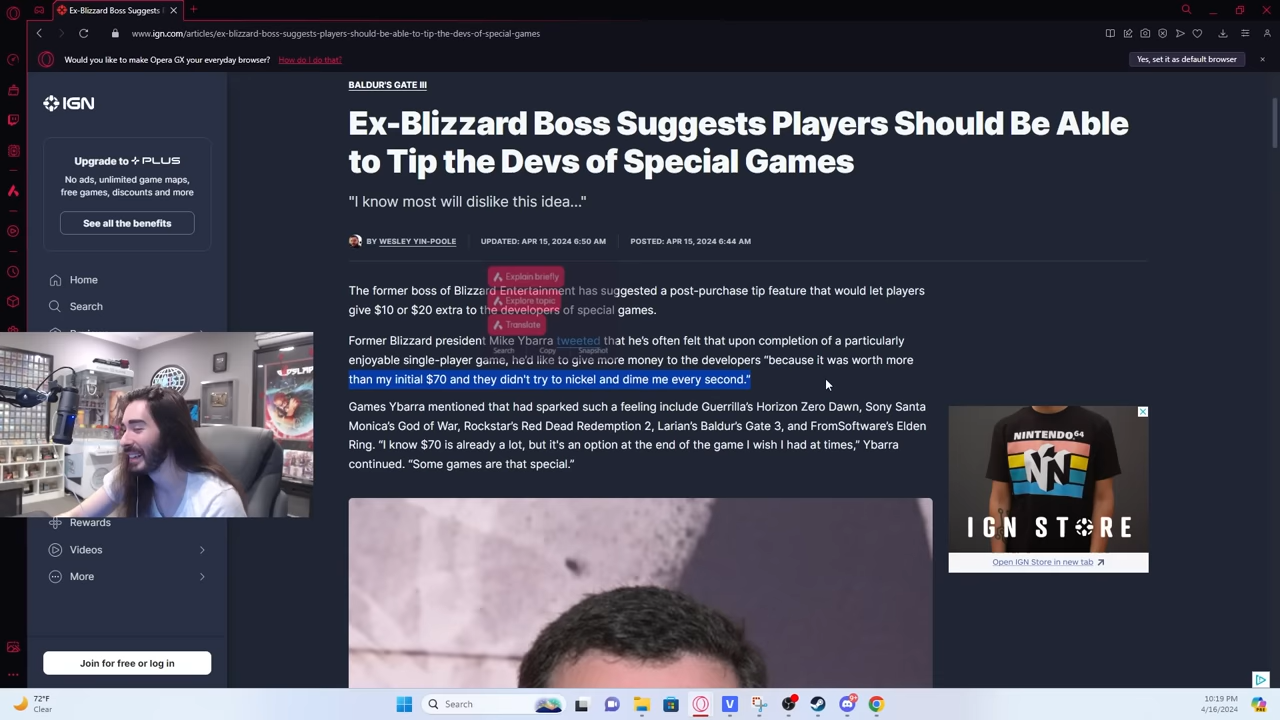 Ex-Blizzard Boss Suggests
www.ign.com/articles/ex-blizzard-boss-suggests-players-should-be-able-to-tip-the-devs-of-special-games
Would you like to make Opera GX your everyday browser? How do I do that?
Yes, set it as default browser
IGN
Upgrade to PLUS
No ads, unlimited game maps,
free games, discounts and more
See all the benefits
Home
Search
Rewards
Videos
More
Join for free or log in
BALDUR'S GATE III
Ex-Blizzard Boss Suggests Players Should Be Able
to Tip the Devs of Special Games
"I know most will dislike this idea..."
BY WESLEY YIN-POOLE
UPDATED: APR 15, 2024 6:50 AM
POSTED: APR 15, 2024 6:44 AM
Explain briefly
Explore topic
Translate
Search Copy Snapshot
The former boss of Blizzard Entertainment has suggested a post-purchase tip feature that would let players
give $10 or $20 extra to the developers of special games.
Former Blizzard president Mike Ybarra tweeted that he's often felt that upon completion of a particularly
enjoyable single-player game, he'd like to give more money to the developers “because it was worth more
than my initial $70 and they didn't try to nickel and dime me every second.”
Games Ybarra mentioned that had sparked such a feeling include Guerrilla's Horizon Zero Dawn, Sony Santa
Monica's God of War, Rockstar's Red Dead Redemption 2, Larian's Baldur's Gate 3, and FromSoftware's Elden
Ring. “I know $70 is already a lot, but it's an option at the end of the game I wish I had at times,” Ybarra
continued. “Some games are that special.”
NINTENDO 64
IGN STORE
Open IGN Store in new tab
72°F
Clear
Search
10:19 PM
4/16/2024